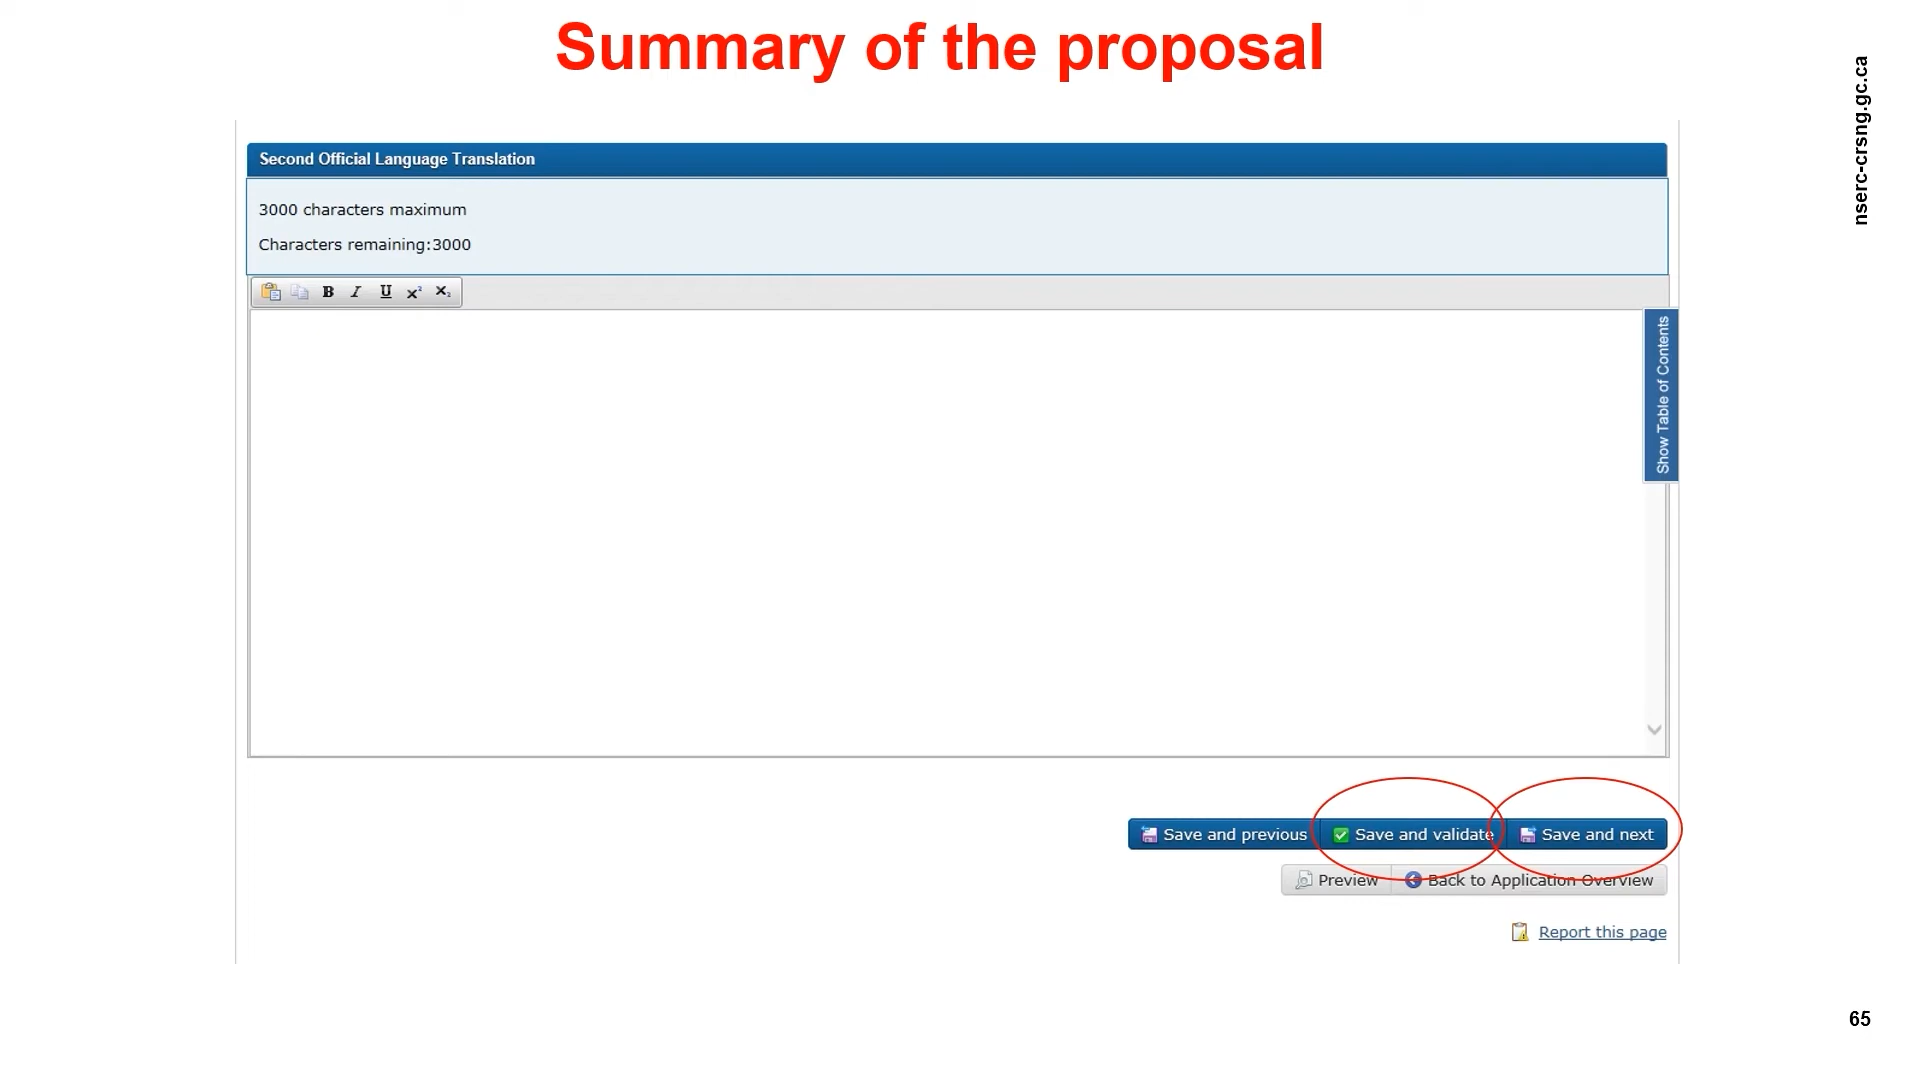 Summary of the proposal
nserc-crsng.gc.ca
Second Official Language Translation
3000 characters maximum
Characters remaining:3000
B I U x² x₂
Show Table of Contents
Save and previous Save and validate Save and next
Preview Back to Application Overview
Report this page
65